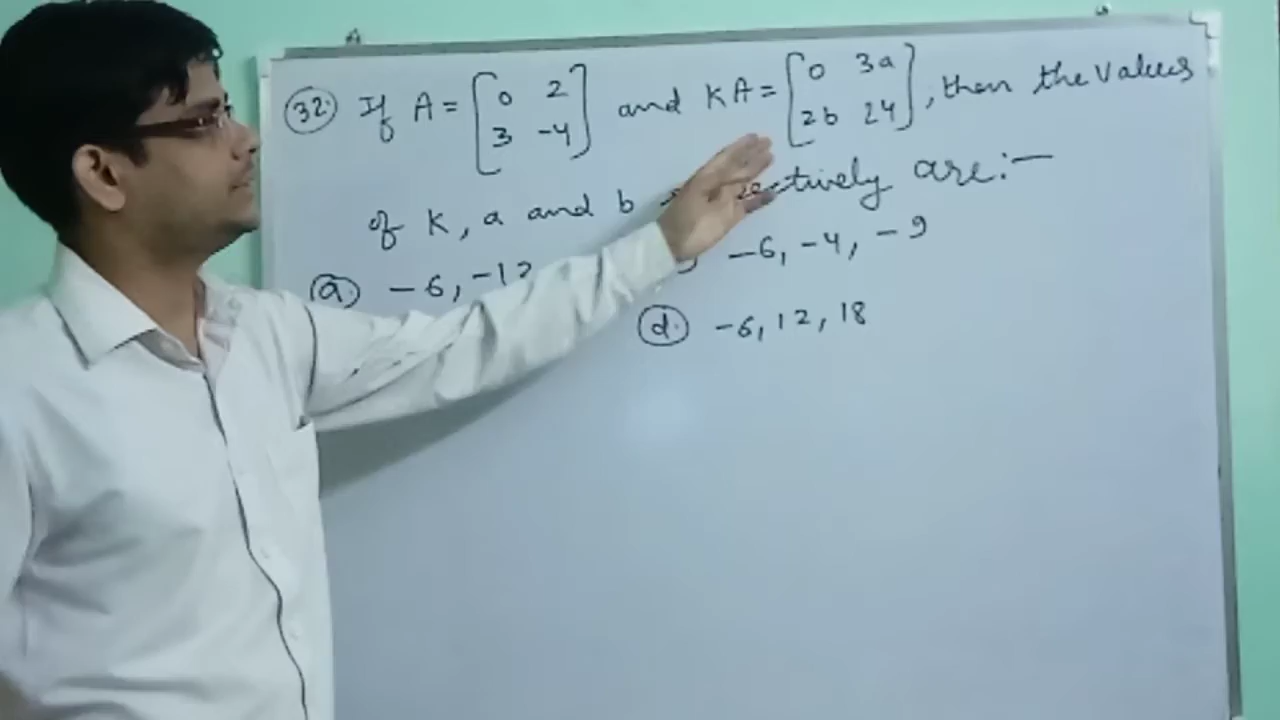 32. If A = [0 2 and KA = [0 3a , then the values
3 -4] 2b 24]
of K, a and b are:—
-6, -4, -9
a -6, -12
d. -6, 12, 18